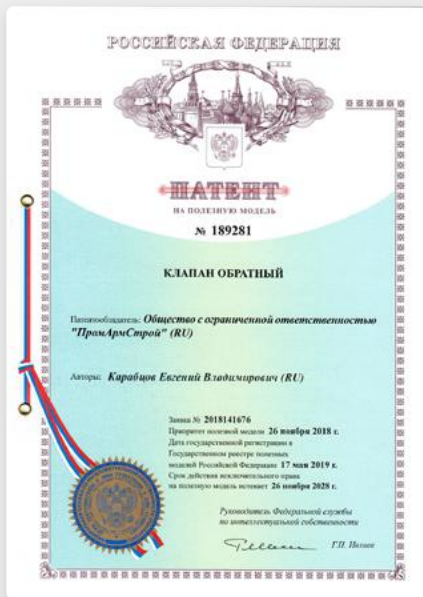 РОССИЙСКАЯ ФЕДЕРАЦИЯ
ПАТЕНТ
НА ПОЛЕЗНУЮ МОДЕЛЬ
№ 189281
КЛАПАН ОБРАТНЫЙ
Патентообладатель: Общество с ограниченной ответственностью
"ПромАрмСтрой" (RU)
Авторы: Карабцов Евгений Владимирович (RU)
Заявка № 2018141676
Приоритет полезной модели 26 ноября 2018 г.
Дата государственной регистрации в
Государственном реестре полезных
моделей Российской Федерации 17 мая 2019 г.
Срок действия исключительного права
на полезную модель истекает 26 ноября 2028 г.
Руководитель Федеральной службы
по интеллектуальной собственности
Г.П. Ивлиев